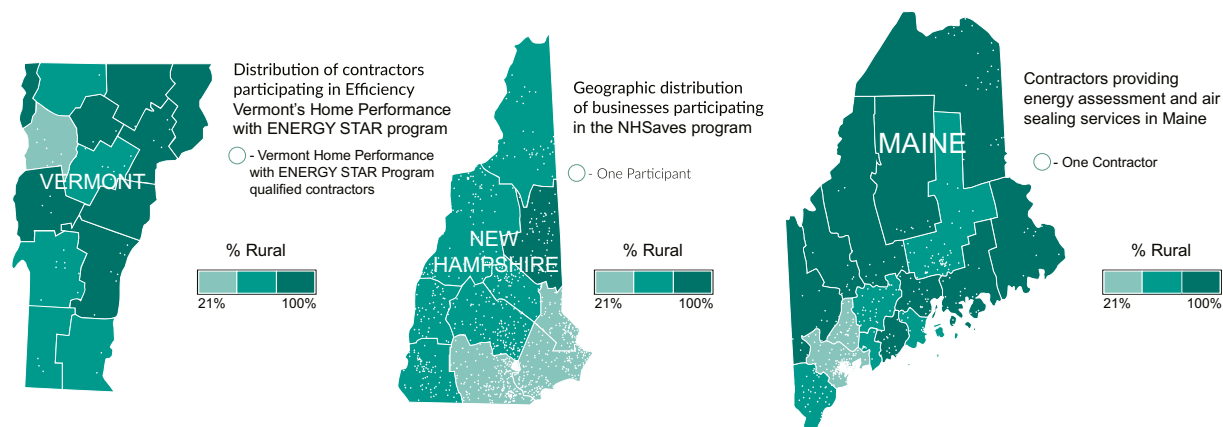 Distribution of contractors
participating in Efficiency
Vermont's Home Performance
with ENERGY STAR program
- Vermont Home Performance
with ENERGY STAR Program
qualified contractors
VERMONT
% Rural
21% 100%
Geographic distribution
of businesses participating
in the NHSaves program
- One Participant
NEW
HAMPSHIRE
% Rural
21% 100%
MAINE
Contractors providing
energy assessment and air
sealing services in Maine
- One Contractor
% Rural
21% 100%